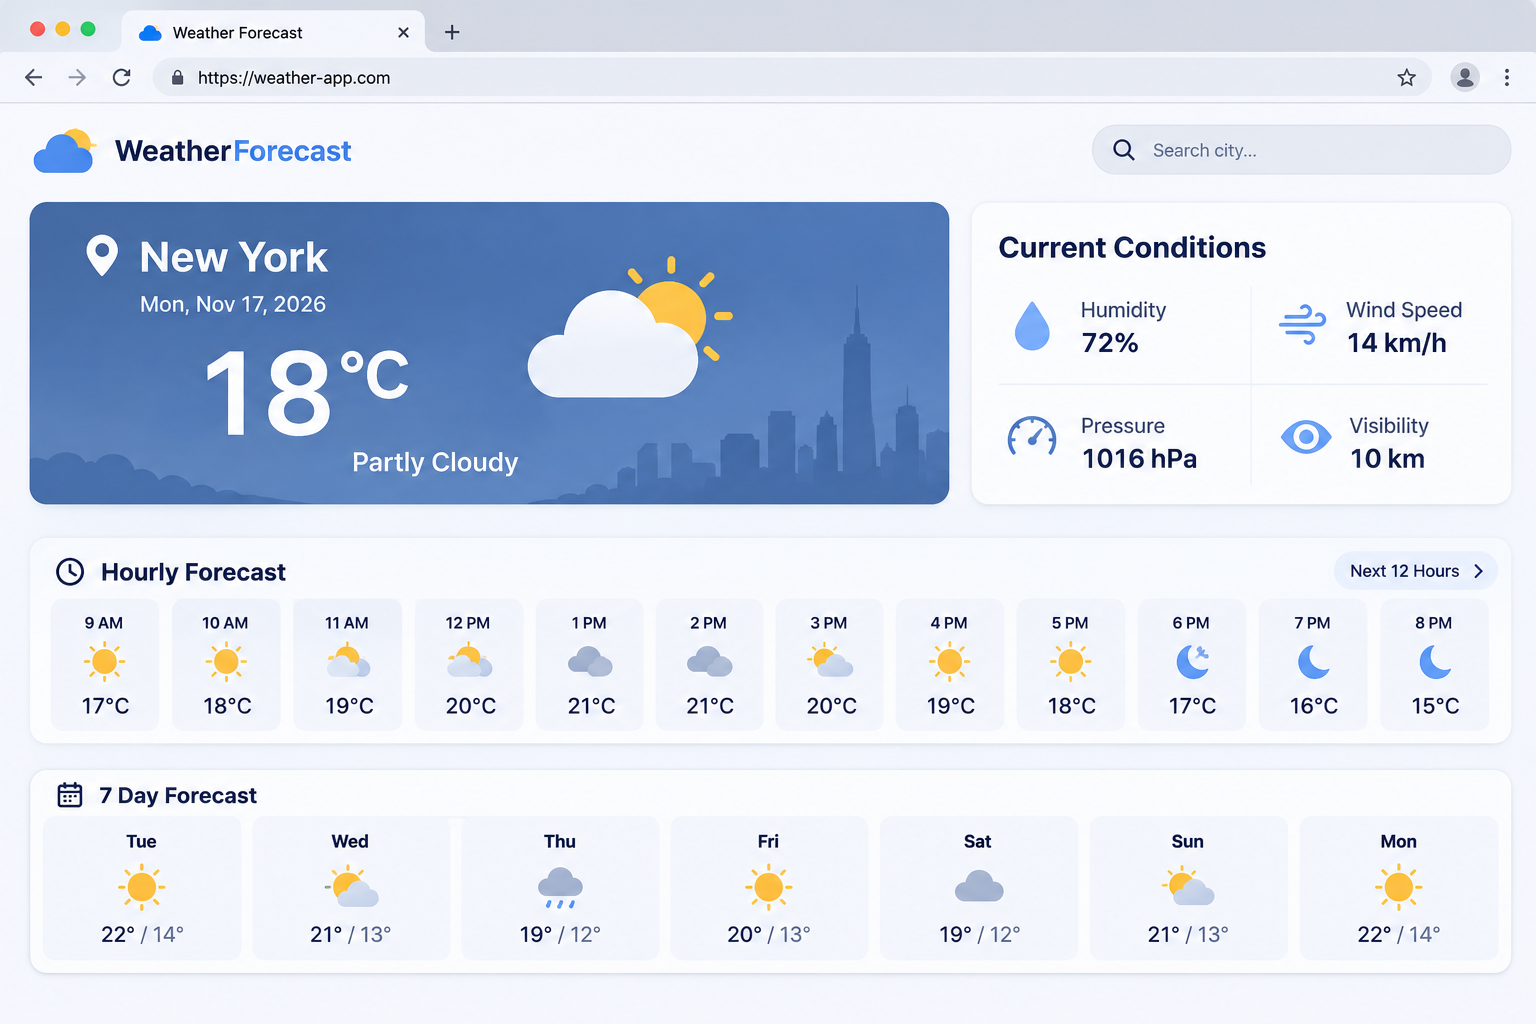 Weather Forecast
https://weather-app.com
WeatherForecast
Search city...
New York
Mon, Nov 17, 2026
18°C
Partly Cloudy
Current Conditions
Humidity
72%
Wind Speed
14 km/h
Pressure
1016 hPa
Visibility
10 km
Hourly Forecast
Next 12 Hours
9 AM 10 AM 11 AM 12 PM 1 PM 2 PM 3 PM 4 PM 5 PM 6 PM 7 PM 8 PM
17°C 18°C 19°C 20°C 21°C 21°C 20°C 19°C 18°C 17°C 16°C 15°C
7 Day Forecast
Tue Wed Thu Fri Sat Sun Mon
22° / 14° 21° / 13° 19° / 12° 20° / 13° 19° / 12° 21° / 13° 22° / 14°